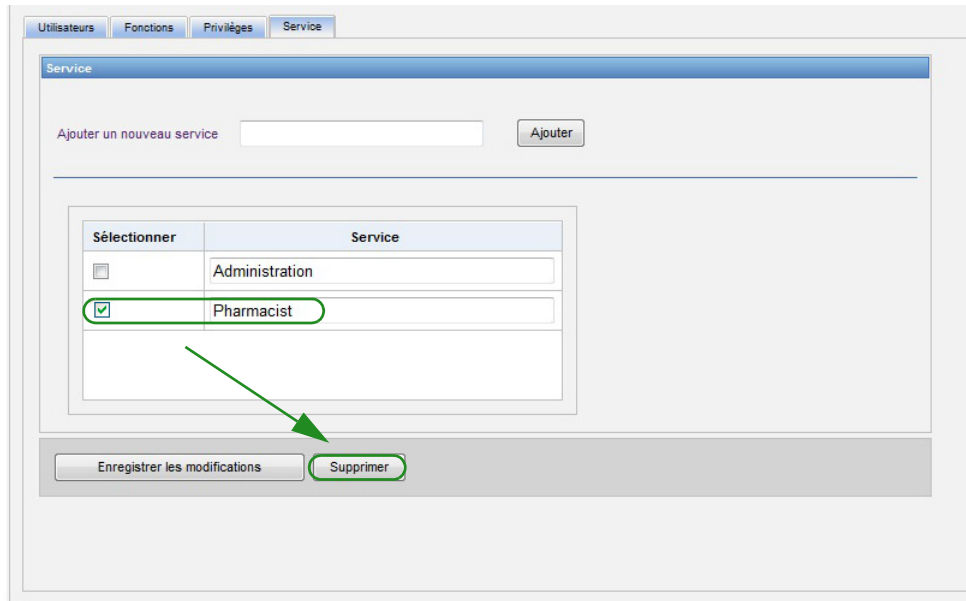 Utilisateurs Fonctions Privilèges Service
Service
Ajouter un nouveau service Ajouter
Sélectionner Service
Administration
Pharmacist
Enregistrer les modifications Supprimer